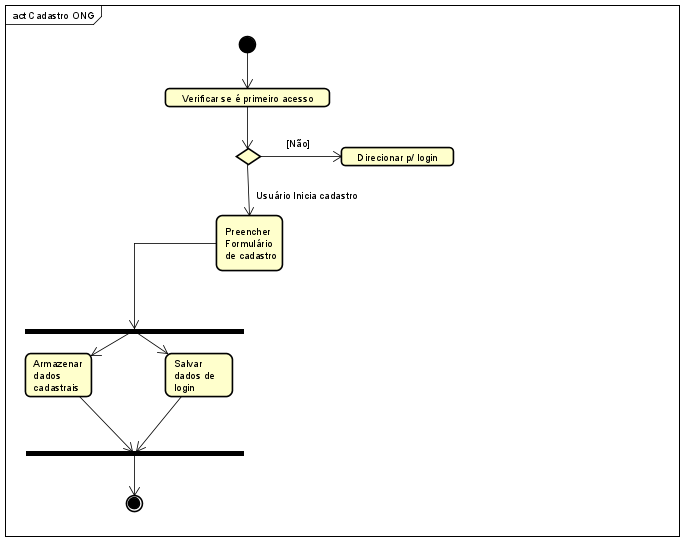 act Cadastro ONG
Verificar se é primeiro acesso
[Não]
Direcionar p/ login
Usuário Inicia cadastro
Preencher
Formulário
de cadastro
Armazenar
dados
cadastrais
Salvar
dados de
login